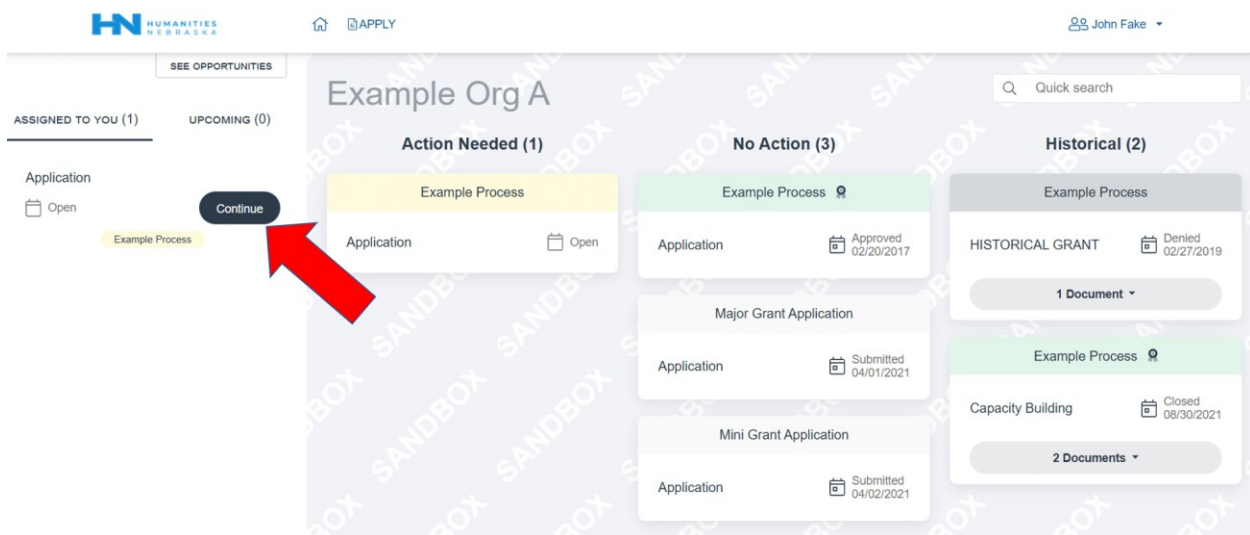 HN HUMANITIES
NEBRASKA
APPLY
John Fake
SEE OPPORTUNITIES
ASSIGNED TO YOU (1)
UPCOMING (0)
Application
Open
Continue
Example Process
Example Org A
Quick search
Action Needed (1)
Example Process
Application
Open
No Action (3)
Example Process
Application
Approved
02/20/2017
Major Grant Application
Application
Submitted
04/01/2021
Mini Grant Application
Application
Submitted
04/02/2021
Historical (2)
Example Process
HISTORICAL GRANT
Denied
02/27/2019
1 Document
Example Process
Capacity Building
Closed
08/30/2021
2 Documents
SANDBOX